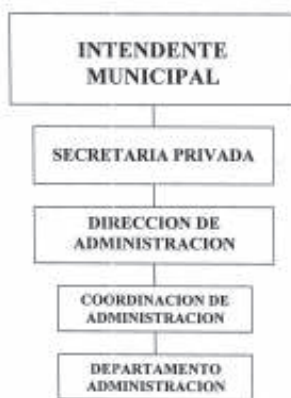 INTENDENTE
MUNICIPAL
SECRETARIA PRIVADA
DIRECCION DE
ADMINISTRACION
COORDINACION DE
ADMINISTRACION
DEPARTAMENTO
ADMINISTRACION